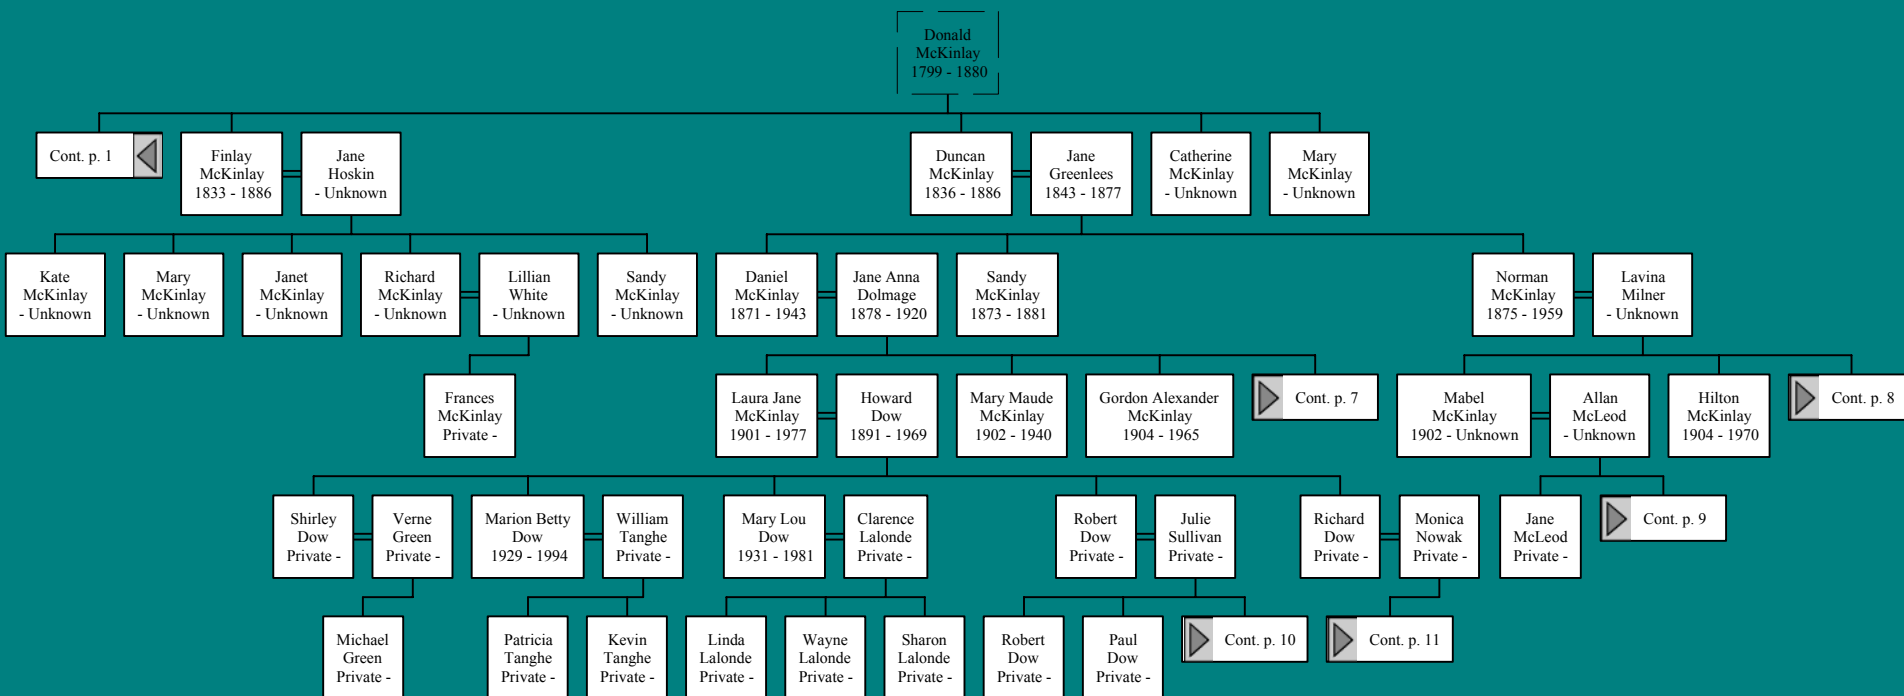 Donald
McKinlay
1799 - 1880
Cont. p. 1
Finlay
McKinlay
1833 - 1886
Jane
Hoskin
- Unknown
Duncan
McKinlay
1836 - 1886
Jane
Greenlees
1843 - 1877
Catherine
McKinlay
- Unknown
Mary
McKinlay
- Unknown
Kate
McKinlay
- Unknown
Mary
McKinlay
- Unknown
Janet
McKinlay
- Unknown
Richard
McKinlay
- Unknown
Lillian
White
- Unknown
Sandy
McKinlay
- Unknown
Daniel
McKinlay
1871 - 1943
Jane Anna
Dolmage
1878 - 1920
Sandy
McKinlay
1873 - 1881
Norman
McKinlay
1875 - 1959
Lavina
Milner
- Unknown
Frances
McKinlay
Private -
Laura Jane
McKinlay
1901 - 1977
Howard
Dow
1891 - 1969
Mary Maude
McKinlay
1902 - 1940
Gordon Alexander
McKinlay
1904 - 1965
Cont. p. 7
Mabel
McKinlay
1902 - Unknown
Allan
McLeod
- Unknown
Hilton
McKinlay
1904 - 1970
Cont. p. 8
Shirley
Dow
Private -
Verne
Green
Private -
Marion Betty
Dow
1929 - 1994
William
Tanghe
Private -
Mary Lou
Dow
1931 - 1981
Clarence
Lalonde
Private -
Robert
Dow
Private -
Julie
Sullivan
Private -
Richard
Dow
Private -
Monica
Nowak
Private -
Jane
McLeod
Private -
Cont. p. 9
Michael
Green
Private -
Patricia
Tanghe
Private -
Kevin
Tanghe
Private -
Linda
Lalonde
Private -
Wayne
Lalonde
Private -
Sharon
Lalonde
Private -
Robert
Dow
Private -
Paul
Dow
Private -
Cont. p. 10
Cont. p. 11